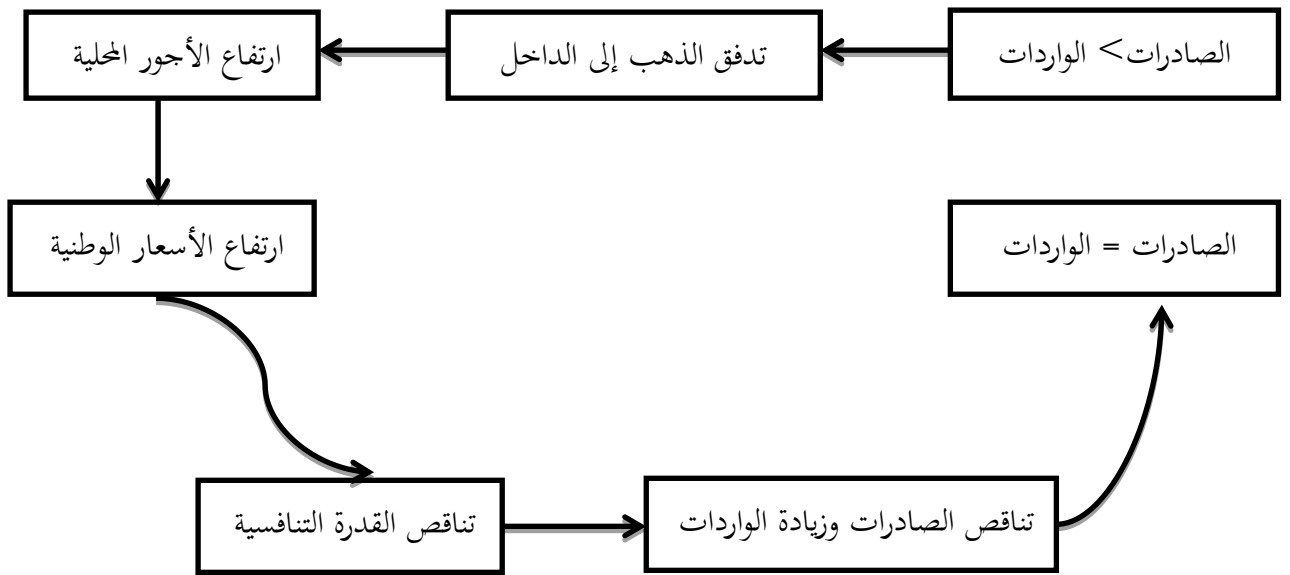 الصادرات> الواردات
تدفق الذهب إلى الداخل
ارتفاع الأجور المحلية
ارتفاع الأسعار الوطنية
تناقص القدرة التنافسية
تناقص الصادرات وزيادة الواردات
الصادرات = الواردات